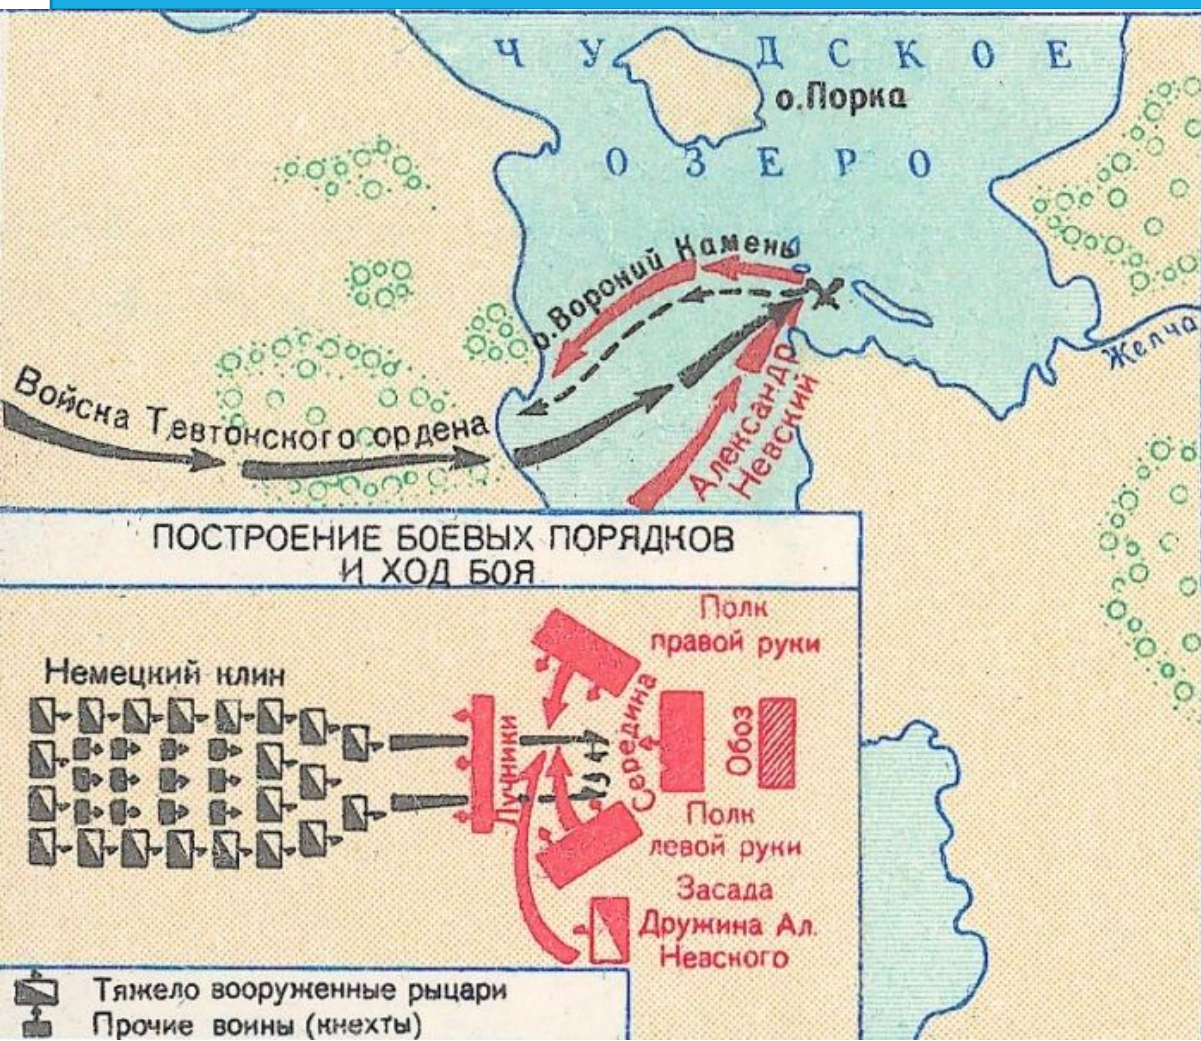 ЧУДСКОЕ
о.Порка
ОЗЕРО
о.Вороний Камень
Желча
Войска Тевтонского ордена
Александр
Невский
ПОСТРОЕНИЕ БОЕВЫХ ПОРЯДКОВ
И ХОД БОЯ
Полк
правой руки
Немецкий клин
Лучники
Середина
Обоз
Полк
левой руки
Засада
Дружина Ал.
Невского
Тяжело вооруженные рыцари
Прочие воины (кнехты)